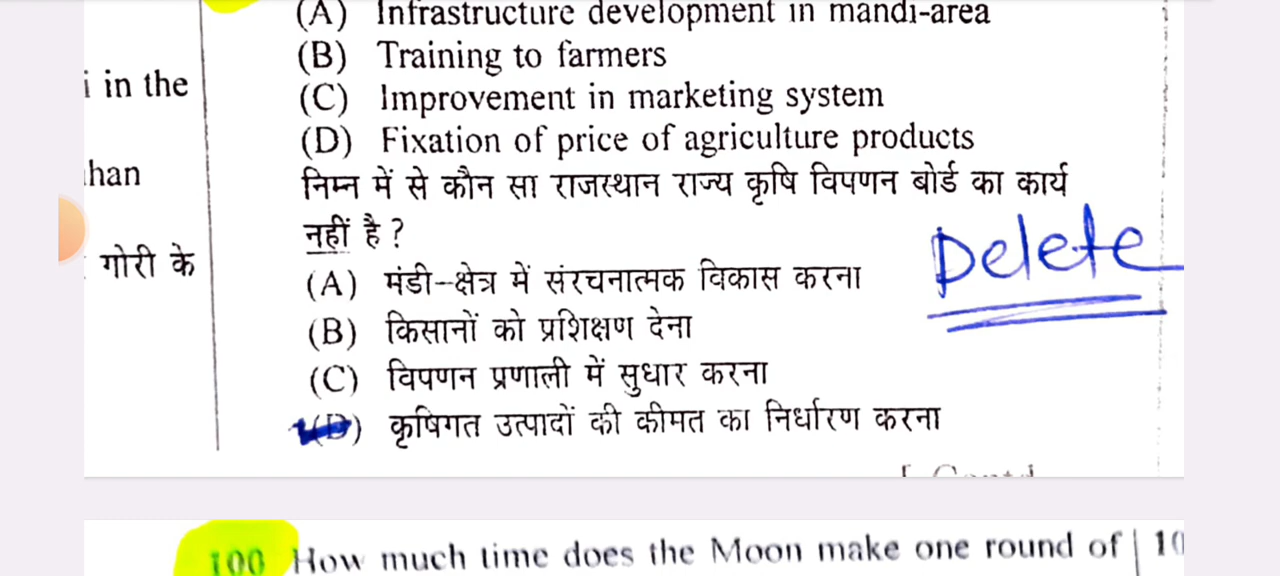 (A) Infrastructure development in mandi-area
(B) Training to farmers
(C) Improvement in marketing system
(D) Fixation of price of agriculture products
निम्न में से कौन सा राजस्थान राज्य कृषि विपणन बोर्ड का कार्य
नहीं है ?
(A) मंडी-क्षेत्र में संरचनात्मक विकास करना
(B) किसानों को प्रशिक्षण देना
(C) विपणन प्रणाली में सुधार करना
(D) कृषिगत उत्पादों की कीमत का निर्धारण करना
Delete
in the
han
गोरी के
100 How much time does the Moon make one round of